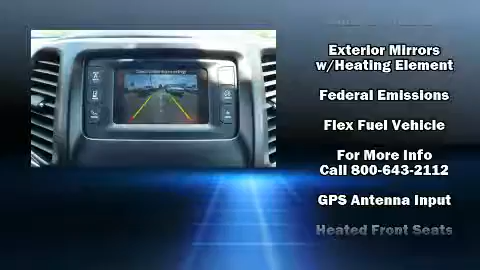 Exterior Mirrors
w/Heating Element
Federal Emissions
Flex Fuel Vehicle
For More Info
Call 800-643-2112
GPS Antenna Input
Heated Front Seats